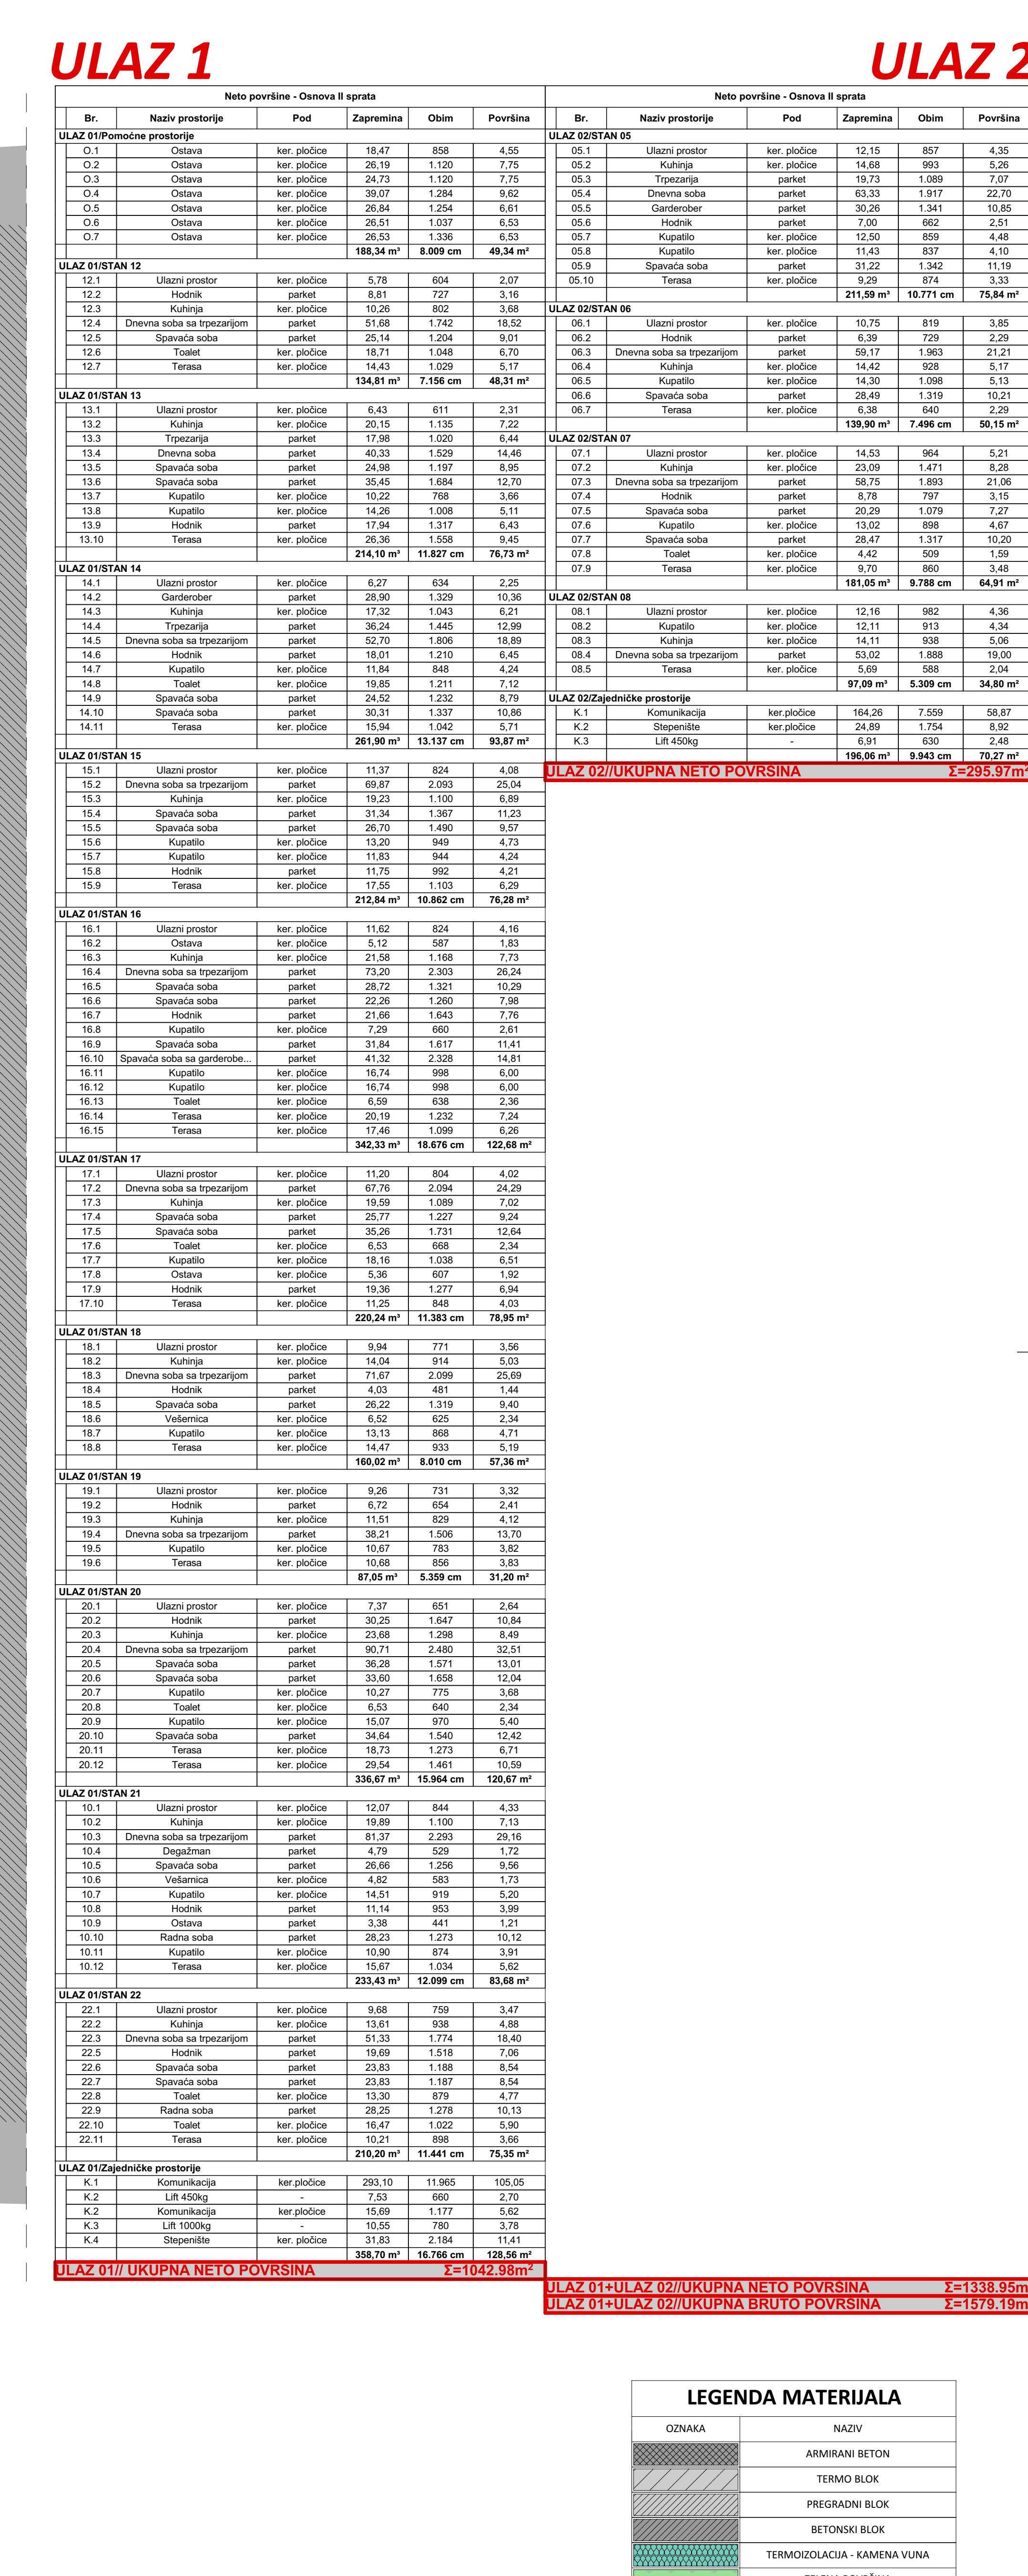 ULAZ 1
Neto površine - Osnova II sprata
Br. Naziv prostorije Pod Zapremina Obim Površina
ULAZ 01/Pomoćne prostorije
O.1 Ostava ker. pločice 18,47 858 4,55
O.2 Ostava ker. pločice 26,19 1.120 7,75
O.3 Ostava ker. pločice 24,73 1.120 7,75
O.4 Ostava ker. pločice 39,07 1.284 9,62
O.5 Ostava ker. pločice 26,84 1.254 6,61
O.6 Ostava ker. pločice 26,51 1.037 6,53
O.7 Ostava ker. pločice 26,53 1.336 6,53
188,34 m³ 8.009 cm 49,34 m²
ULAZ 01/STAN 12
12.1 Ulazni prostor ker. pločice 5,78 604 2,07
12.2 Hodnik parket 8,81 727 3,16
12.3 Kuhinja ker. pločice 10,26 802 3,68
12.4 Dnevna soba sa trpezarijom parket 51,68 1.742 18,52
12.5 Spavaća soba parket 25,14 1.204 9,01
12.6 Toalet ker. pločice 18,71 1.048 6,70
12.7 Terasa ker. pločice 14,43 1.029 5,17
134,81 m³ 7.156 cm 48,31 m²
ULAZ 01/STAN 13
13.1 Ulazni prostor ker. pločice 6,43 611 2,31
13.2 Kuhinja ker. pločice 20,15 1.135 7,22
13.3 Trpezarija parket 17,98 1.020 6,44
13.4 Dnevna soba parket 40,33 1.529 14,46
13.5 Spavaća soba parket 24,98 1.197 8,95
13.6 Spavaća soba parket 35,45 1.684 12,70
13.7 Kupatilo ker. pločice 10,22 768 3,66
13.8 Kupatilo ker. pločice 14,26 1.008 5,11
13.9 Hodnik parket 17,94 1.317 6,43
13.10 Terasa ker. pločice 26,36 1.558 9,45
214,10 m³ 11.827 cm 76,73 m²
ULAZ 01/STAN 14
14.1 Ulazni prostor ker. pločice 6,27 634 2,25
14.2 Garderober parket 28,90 1.329 10,36
14.3 Kuhinja ker. pločice 17,32 1.043 6,21
14.4 Trpezarija parket 36,24 1.445 12,99
14.5 Dnevna soba sa trpezarijom parket 52,70 1.806 18,89
14.6 Hodnik parket 18,01 1.210 6,45
14.7 Kupatilo ker. pločice 11,84 848 4,24
14.8 Toalet ker. pločice 19,85 1.211 7,12
14.9 Spavaća soba parket 24,52 1.232 8,79
14.10 Spavaća soba parket 30,31 1.337 10,86
14.11 Terasa ker. pločice 15,94 1.042 5,71
261,90 m³ 13.137 cm 93,87 m²
ULAZ 01/STAN 15
15.1 Ulazni prostor ker. pločice 11,37 824 4,08
15.2 Dnevna soba sa trpezarijom parket 69,87 2.093 25,04
15.3 Kuhinja ker. pločice 19,23 1.100 6,89
15.4 Spavaća soba parket 31,34 1.367 11,23
15.5 Spavaća soba parket 26,70 1.490 9,57
15.6 Kupatilo ker. pločice 13,20 949 4,73
15.7 Kupatilo ker. pločice 11,83 944 4,24
15.8 Hodnik parket 11,75 992 4,21
15.9 Terasa ker. pločice 17,55 1.103 6,29
212,84 m³ 10.862 cm 76,28 m²
ULAZ 01/STAN 16
16.1 Ulazni prostor ker. pločice 11,62 824 4,16
16.2 Ostava ker. pločice 5,12 587 1,83
16.3 Kuhinja ker. pločice 21,58 1.168 7,73
16.4 Dnevna soba sa trpezarijom parket 73,20 2.303 26,24
16.5 Spavaća soba parket 28,72 1.321 10,29
16.6 Spavaća soba parket 22,26 1.260 7,98
16.7 Hodnik parket 21,66 1.643 7,76
16.8 Kupatilo ker. pločice 7,29 660 2,61
16.9 Spavaća soba parket 31,84 1.617 11,41
16.10 Spavaća soba sa garderobe... parket 41,32 2.328 14,81
16.11 Kupatilo ker. pločice 16,74 998 6,00
16.12 Kupatilo ker. pločice 16,74 998 6,00
16.13 Toalet ker. pločice 6,59 638 2,36
16.14 Terasa ker. pločice 20,19 1.232 7,24
16.15 Terasa ker. pločice 17,46 1.099 6,26
342,33 m³ 18.676 cm 122,68 m²
ULAZ 01/STAN 17
17.1 Ulazni prostor ker. pločice 11,20 804 4,02
17.2 Dnevna soba sa trpezarijom parket 67,76 2.094 24,29
17.3 Kuhinja ker. pločice 19,59 1.089 7,02
17.4 Spavaća soba parket 25,77 1.227 9,24
17.5 Spavaća soba parket 35,26 1.731 12,64
17.6 Toalet ker. pločice 6,53 668 2,34
17.7 Kupatilo ker. pločice 18,16 1.038 6,51
17.8 Ostava ker. pločice 5,36 607 1,92
17.9 Hodnik parket 19,36 1.277 6,94
17.10 Terasa ker. pločice 11,25 848 4,03
220,24 m³ 11.383 cm 78,95 m²
ULAZ 01/STAN 18
18.1 Ulazni prostor ker. pločice 9,94 771 3,56
18.2 Kuhinja ker. pločice 14,04 914 5,03
18.3 Dnevna soba sa trpezarijom parket 71,67 2.099 25,69
18.4 Hodnik parket 4,03 481 1,44
18.5 Spavaća soba parket 26,22 1.319 9,40
18.6 Vešernica ker. pločice 6,52 625 2,34
18.7 Kupatilo ker. pločice 13,13 868 4,71
18.8 Terasa ker. pločice 14,47 933 5,19
160,02 m³ 8.010 cm 57,36 m²
ULAZ 01/STAN 19
19.1 Ulazni prostor ker. pločice 9,26 731 3,32
19.2 Hodnik parket 6,72 654 2,41
19.3 Kuhinja ker. pločice 11,51 829 4,12
19.4 Dnevna soba sa trpezarijom parket 38,21 1.506 13,70
19.5 Kupatilo ker. pločice 10,67 783 3,82
19.6 Terasa ker. pločice 10,68 856 3,83
87,05 m³ 5.359 cm 31,20 m²
ULAZ 01/STAN 20
20.1 Ulazni prostor ker. pločice 7,37 651 2,64
20.2 Hodnik parket 30,25 1.647 10,84
20.3 Kuhinja ker. pločice 23,68 1.298 8,49
20.4 Dnevna soba sa trpezarijom parket 90,71 2.480 32,51
20.5 Spavaća soba parket 36,28 1.571 13,01
20.6 Spavaća soba parket 33,60 1.658 12,04
20.7 Kupatilo ker. pločice 10,27 775 3,68
20.8 Toalet ker. pločice 6,53 640 2,34
20.9 Kupatilo ker. pločice 15,07 970 5,40
20.10 Spavaća soba parket 34,64 1.540 12,42
20.11 Terasa ker. pločice 18,73 1.273 6,71
20.12 Terasa ker. pločice 29,54 1.461 10,59
336,67 m³ 15.964 cm 120,67 m²
ULAZ 01/STAN 21
10.1 Ulazni prostor ker. pločice 12,07 844 4,33
10.2 Kuhinja ker. pločice 19,89 1.100 7,13
10.3 Dnevna soba sa trpezarijom parket 81,37 2.293 29,16
10.4 Degažman parket 4,79 529 1,72
10.5 Spavaća soba parket 26,66 1.256 9,56
10.6 Vešarnica ker. pločice 4,82 583 1,73
10.7 Kupatilo ker. pločice 14,51 919 5,20
10.8 Hodnik parket 11,14 953 3,99
10.9 Ostava parket 3,38 441 1,21
10.10 Radna soba parket 28,23 1.273 10,12
10.11 Kupatilo ker. pločice 10,90 874 3,91
10.12 Terasa ker. pločice 15,67 1.034 5,62
233,43 m³ 12.099 cm 83,68 m²
ULAZ 01/STAN 22
22.1 Ulazni prostor ker. pločice 9,68 759 3,47
22.2 Kuhinja ker. pločice 13,61 938 4,88
22.3 Dnevna soba sa trpezarijom parket 51,33 1.774 18,40
22.5 Hodnik parket 19,69 1.518 7,06
22.6 Spavaća soba parket 23,83 1.188 8,54
22.7 Spavaća soba parket 23,83 1.187 8,54
22.8 Toalet ker. pločice 13,30 879 4,77
22.9 Radna soba parket 28,25 1.278 10,13
22.10 Toalet ker. pločice 16,47 1.022 5,90
22.11 Terasa ker. pločice 10,21 898 3,66
210,20 m³ 11.441 cm 75,35 m²
ULAZ 01/Zajedničke prostorije
K.1 Komunikacija ker.pločice 293,10 11.965 105,05
K.2 Lift 450kg - 7,53 660 2,70
K.2 Komunikacija ker.pločice 15,69 1.177 5,62
K.3 Lift 1000kg - 10,55 780 3,78
K.4 Stepenište ker. pločice 31,83 2.184 11,41
358,70 m³ 16.766 cm 128,56 m²
ULAZ 01// UKUPNA NETO POVRŠINA Σ=1042.98m²
ULAZ 2
Neto površine - Osnova II sprata
Br. Naziv prostorije Pod Zapremina Obim Površina
ULAZ 02/STAN 05
05.1 Ulazni prostor ker. pločice 12,15 857 4,35
05.2 Kuhinja ker. pločice 14,68 993 5,26
05.3 Trpezarija parket 19,73 1.089 7,07
05.4 Dnevna soba parket 63,33 1.917 22,70
05.5 Garderober parket 30,26 1.341 10,85
05.6 Hodnik parket 7,00 662 2,51
05.7 Kupatilo ker. pločice 12,50 859 4,48
05.8 Kupatilo ker. pločice 11,43 837 4,10
05.9 Spavaća soba parket 31,22 1.342 11,19
05.10 Terasa ker. pločice 9,29 874 3,33
211,59 m³ 10.771 cm 75,84 m²
ULAZ 02/STAN 06
06.1 Ulazni prostor ker. pločice 10,75 819 3,85
06.2 Hodnik parket 6,39 729 2,29
06.3 Dnevna soba sa trpezarijom parket 59,17 1.963 21,21
06.4 Kuhinja ker. pločice 14,42 928 5,17
06.5 Kupatilo ker. pločice 14,30 1.098 5,13
06.6 Spavaća soba parket 28,49 1.319 10,21
06.7 Terasa ker. pločice 6,38 640 2,29
139,90 m³ 7.496 cm 50,15 m²
ULAZ 02/STAN 07
07.1 Ulazni prostor ker. pločice 14,53 964 5,21
07.2 Kuhinja ker. pločice 23,09 1.471 8,28
07.3 Dnevna soba sa trpezarijom parket 58,75 1.893 21,06
07.4 Hodnik parket 8,78 797 3,15
07.5 Spavaća soba parket 20,29 1.079 7,27
07.6 Kupatilo ker. pločice 13,02 898 4,67
07.7 Spavaća soba parket 28,47 1.317 10,20
07.8 Toalet ker. pločice 4,42 509 1,59
07.9 Terasa ker. pločice 9,70 860 3,48
181,05 m³ 9.788 cm 64,91 m²
ULAZ 02/STAN 08
08.1 Ulazni prostor ker. pločice 12,16 982 4,36
08.2 Kupatilo ker. pločice 12,11 913 4,34
08.3 Kuhinja ker. pločice 14,11 938 5,06
08.4 Dnevna soba sa trpezarijom parket 53,02 1.888 19,00
08.5 Terasa ker. pločice 5,69 588 2,04
97,09 m³ 5.309 cm 34,80 m²
ULAZ 02/Zajedničke prostorije
K.1 Komunikacija ker.pločice 164,26 7.559 58,87
K.2 Stepenište ker.pločice 24,89 1.754 8,92
K.3 Lift 450kg - 6,91 630 2,48
196,06 m³ 9.943 cm 70,27 m²
ULAZ 02//UKUPNA NETO POVRŠINA Σ=295.97m²
ULAZ 01+ULAZ 02//UKUPNA NETO POVRŠINA Σ=1338.95m
ULAZ 01+ULAZ 02//UKUPNA BRUTO POVRŠINA Σ=1579.19m
LEGENDA MATERIJALA
OZNAKA NAZIV
ARMIRANI BETON
TERMO BLOK
PREGRADNI BLOK
BETONSKI BLOK
TERMOIZOLACIJA - KAMENA VUNA